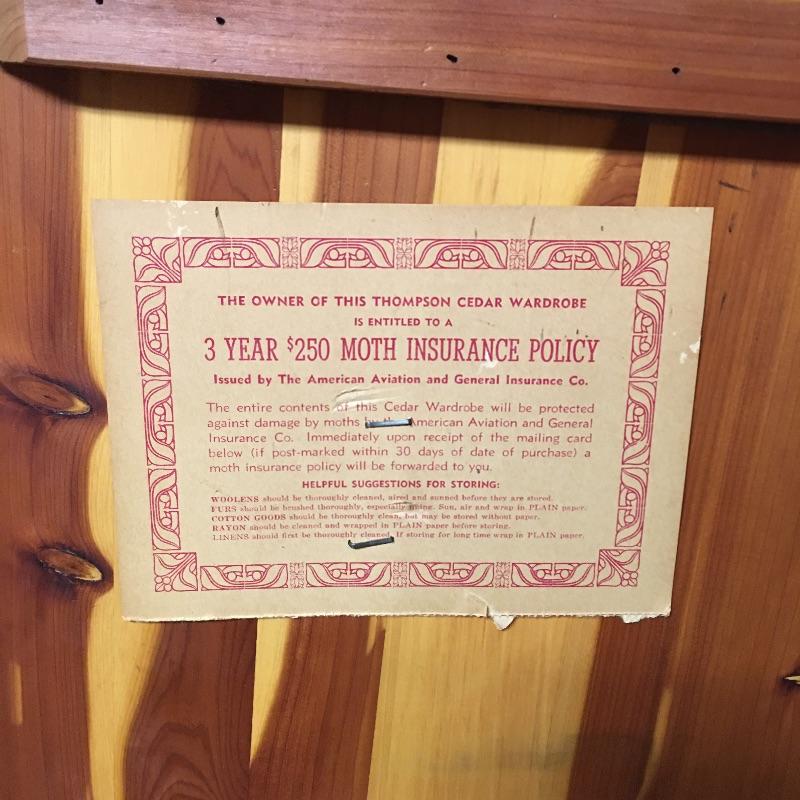 THE OWNER OF THIS THOMPSON CEDAR WARDROBE
IS ENTITLED TO A
3 YEAR $250 MOTH INSURANCE POLICY
Issued by The American Aviation and General Insurance Co.
The entire contents of this Cedar Wardrobe will be protected
against damage by moths by the American Aviation and General
Insurance Co. Immediately upon receipt of the mailing card
below (if post-marked within 30 days of date of purchase) a
moth insurance policy will be forwarded to you.
HELPFUL SUGGESTIONS FOR STORING:
WOOLENS should be thoroughly cleaned, aired and sunned before they are stored.
FURS should be brushed thoroughly, especially lining. Sun, air and wrap in PLAIN paper.
COTTON GOODS should be thoroughly clean, but may be stored without paper.
RAYON should be cleaned and wrapped in PLAIN paper before storing.
LINENS should first be thoroughly cleaned. If storing for long time wrap in PLAIN paper.